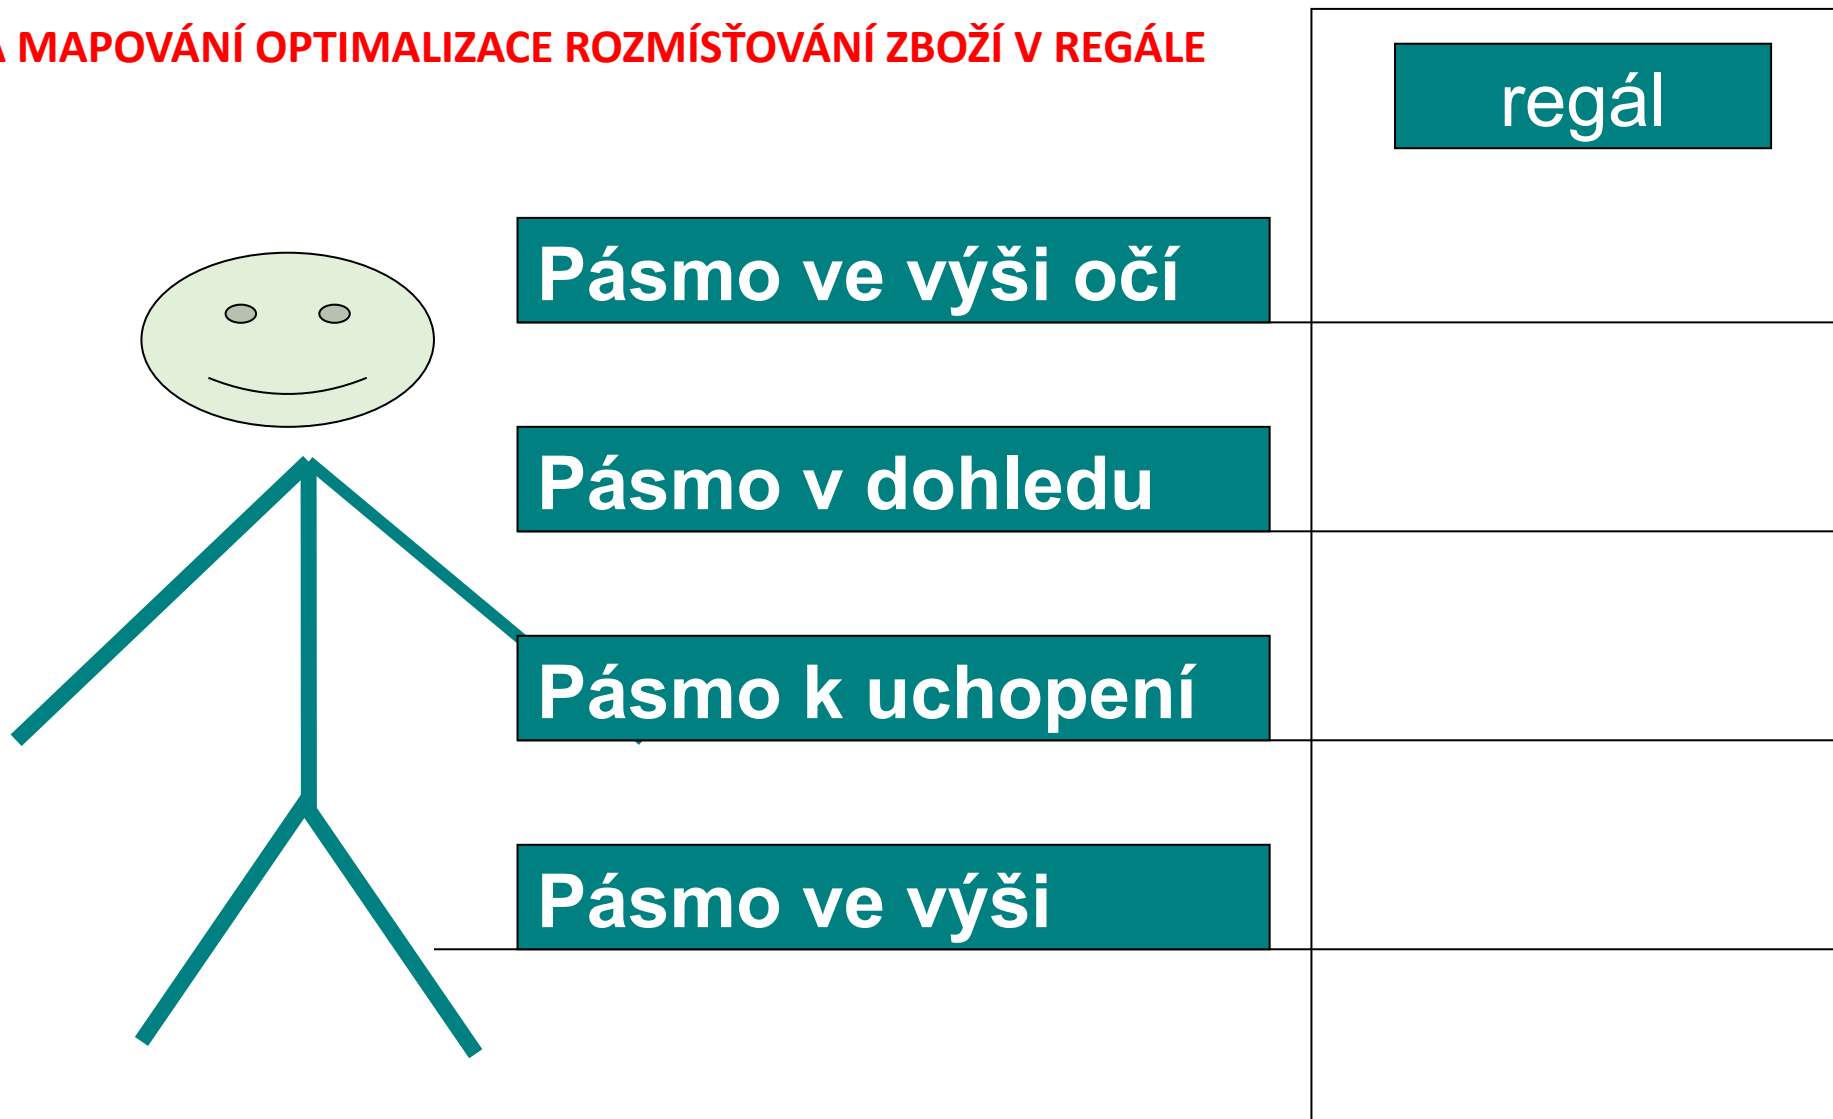 A MAPOVÁNÍ OPTIMALIZACE ROZMÍSŤOVÁNÍ ZBOŽÍ V REGÁLE
regál
Pásmo ve výši očí
Pásmo v dohledu
Pásmo k uchopení
Pásmo ve výši